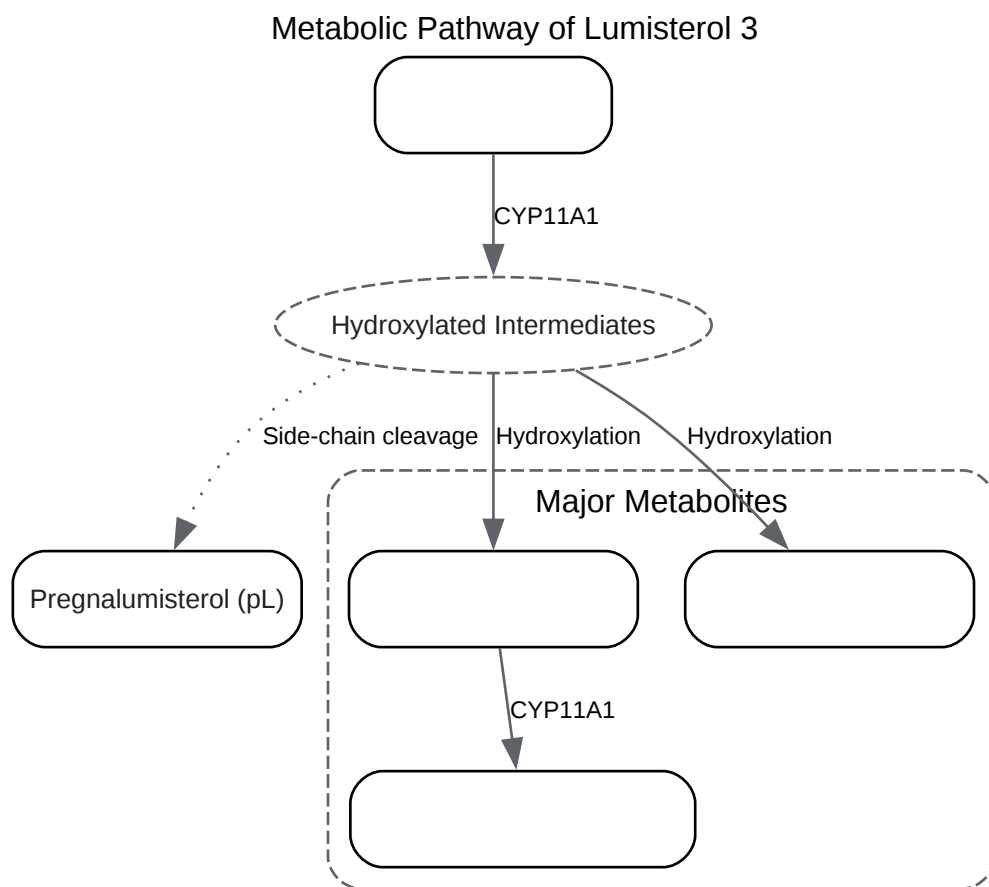 Metabolic Pathway of Lumisterol 3
CYP11A1
Hydroxylated Intermediates
Side-chain cleavage
Hydroxylation
Hydroxylation
Major Metabolites
Pregnalumisterol (pL)
CYP11A1